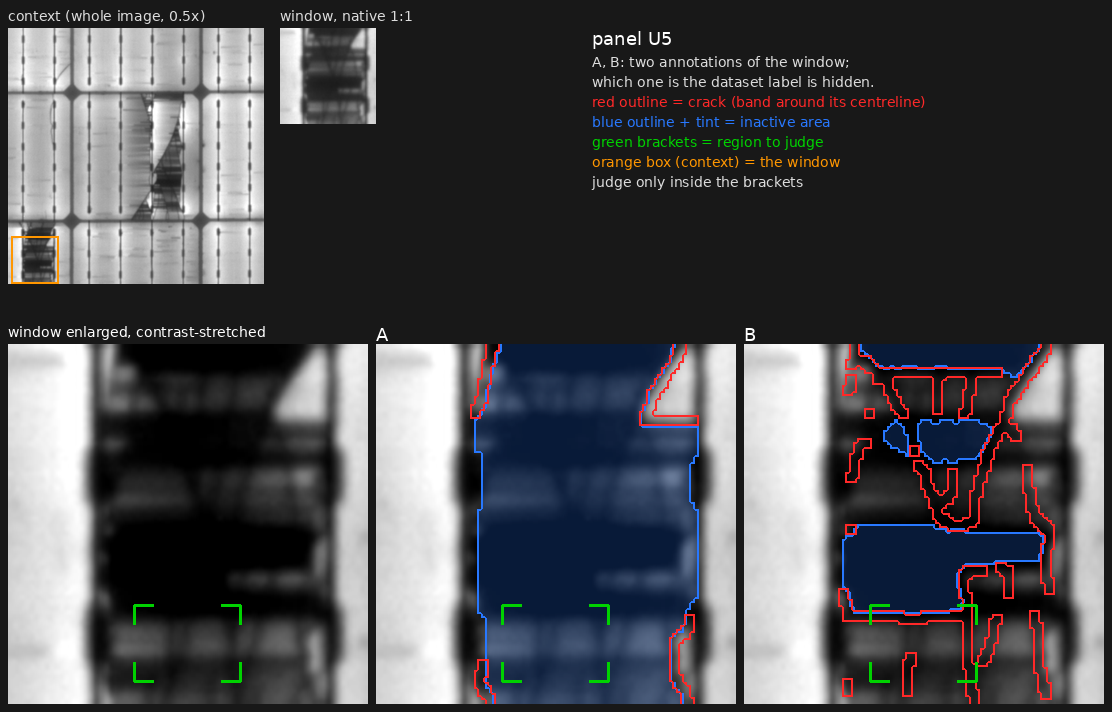 context (whole image, 0.5x)
window, native 1:1
panel U5
A, B: two annotations of the window;
which one is the dataset label is hidden.
red outline = crack (band around its centreline)
blue outline + tint = inactive area
green brackets = region to judge
orange box (context) = the window
judge only inside the brackets
window enlarged, contrast-stretched
A
B